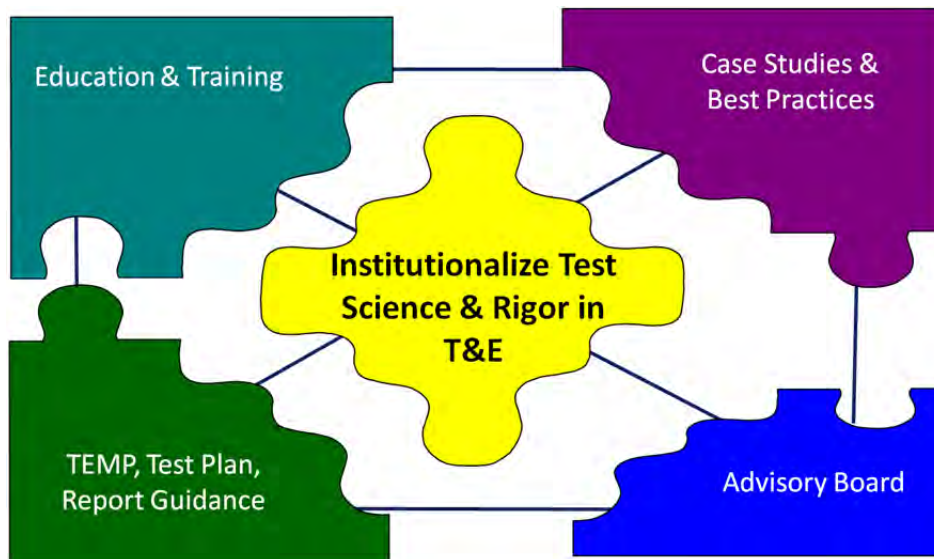 Education & Training
Case Studies &
Best Practices
Institutionalize Test
Science & Rigor in
T&E
TEMP, Test Plan,
Report Guidance
Advisory Board